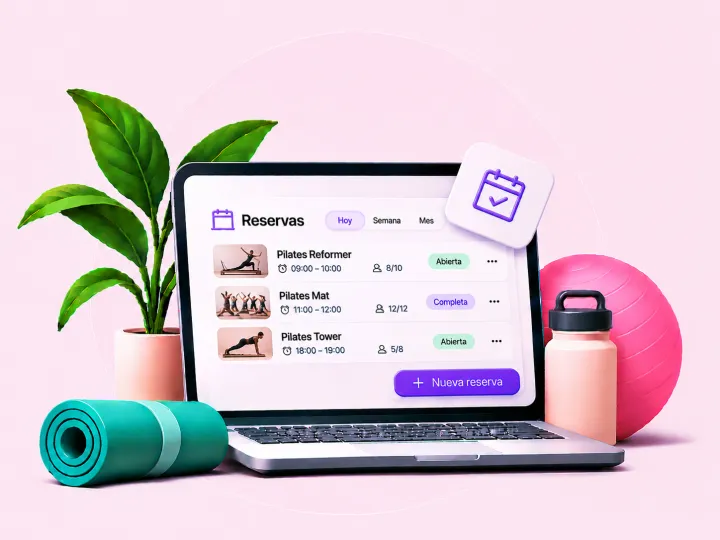 Reservas
Hoy Semana Mes
Pilates Reformer
09:00 – 10:00 8/10 Abierta
Pilates Mat
11:00 – 12:00 12/12 Completa
Pilates Tower
18:00 – 19:00 5/8 Abierta
+ Nueva reserva